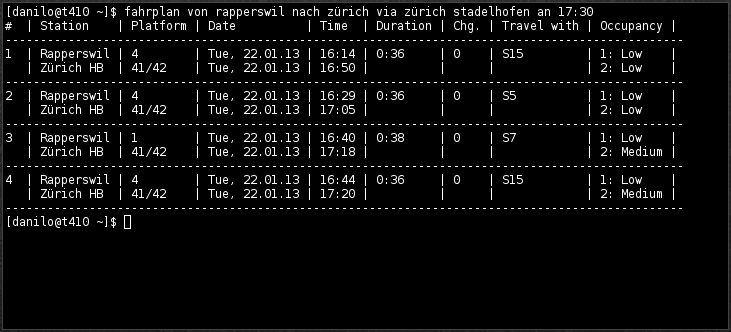 [danilo@t410 ~]$ fahrplan von rapperswil nach zürich via zürich stadelhofen an 17:30
#  | Station    | Platform | Date         | Time  | Duration | Chg. | Travel with | Occupancy |
-----------------------------------------------------------------------------------------------
1  | Rapperswil | 4        | Tue, 22.01.13 | 16:14 | 0:36     | 0    | S15         | 1: Low    |
   | Zürich HB  | 41/42    | Tue, 22.01.13 | 16:50 |          |      |             | 2: Low    |
-----------------------------------------------------------------------------------------------
2  | Rapperswil | 4        | Tue, 22.01.13 | 16:29 | 0:36     | 0    | S5          | 1: Low    |
   | Zürich HB  | 41/42    | Tue, 22.01.13 | 17:05 |          |      |             | 2: Low    |
-----------------------------------------------------------------------------------------------
3  | Rapperswil | 1        | Tue, 22.01.13 | 16:40 | 0:38     | 0    | S7          | 1: Low    |
   | Zürich HB  | 41/42    | Tue, 22.01.13 | 17:18 |          |      |             | 2: Medium |
-----------------------------------------------------------------------------------------------
4  | Rapperswil | 4        | Tue, 22.01.13 | 16:44 | 0:36     | 0    | S15         | 1: Low    |
   | Zürich HB  | 41/42    | Tue, 22.01.13 | 17:20 |          |      |             | 2: Medium |
-----------------------------------------------------------------------------------------------
[danilo@t410 ~]$